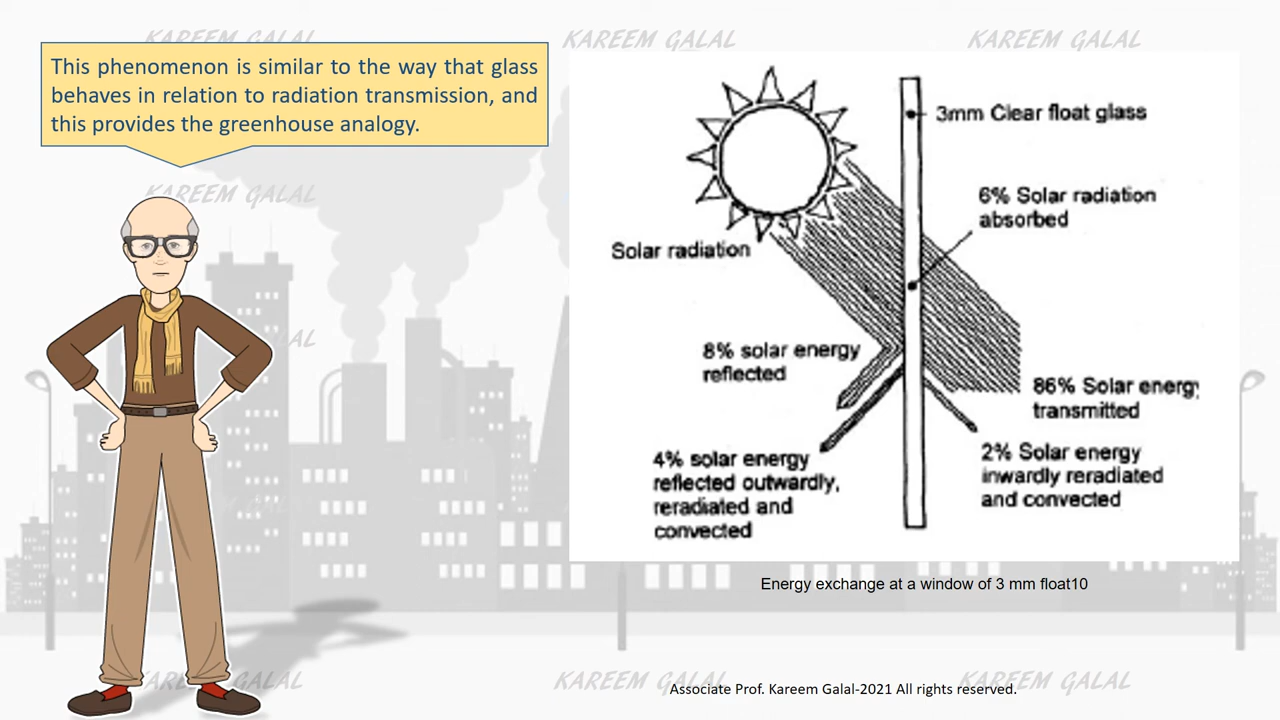 KAREEM GALAL
KAREEM GALAL
KAREEM GALAL
This phenomenon is similar to the way that glass
behaves in relation to radiation transmission, and
this provides the greenhouse analogy.
KAREEM GALAL
3mm Clear float glass
6% Solar radiation
absorbed
Solar radiation
8% solar energy
reflected
86% Solar energy
transmitted
4% solar energy
reflected outwardly,
reradiated and
convected
2% Solar energy
inwardly reradiated
and convected
Energy exchange at a window of 3 mm float10
KAREEM GALAL
KAREEM GALAL
KAREEM GALAL
Associate Prof. Kareem Galal-2021 All rights reserved.